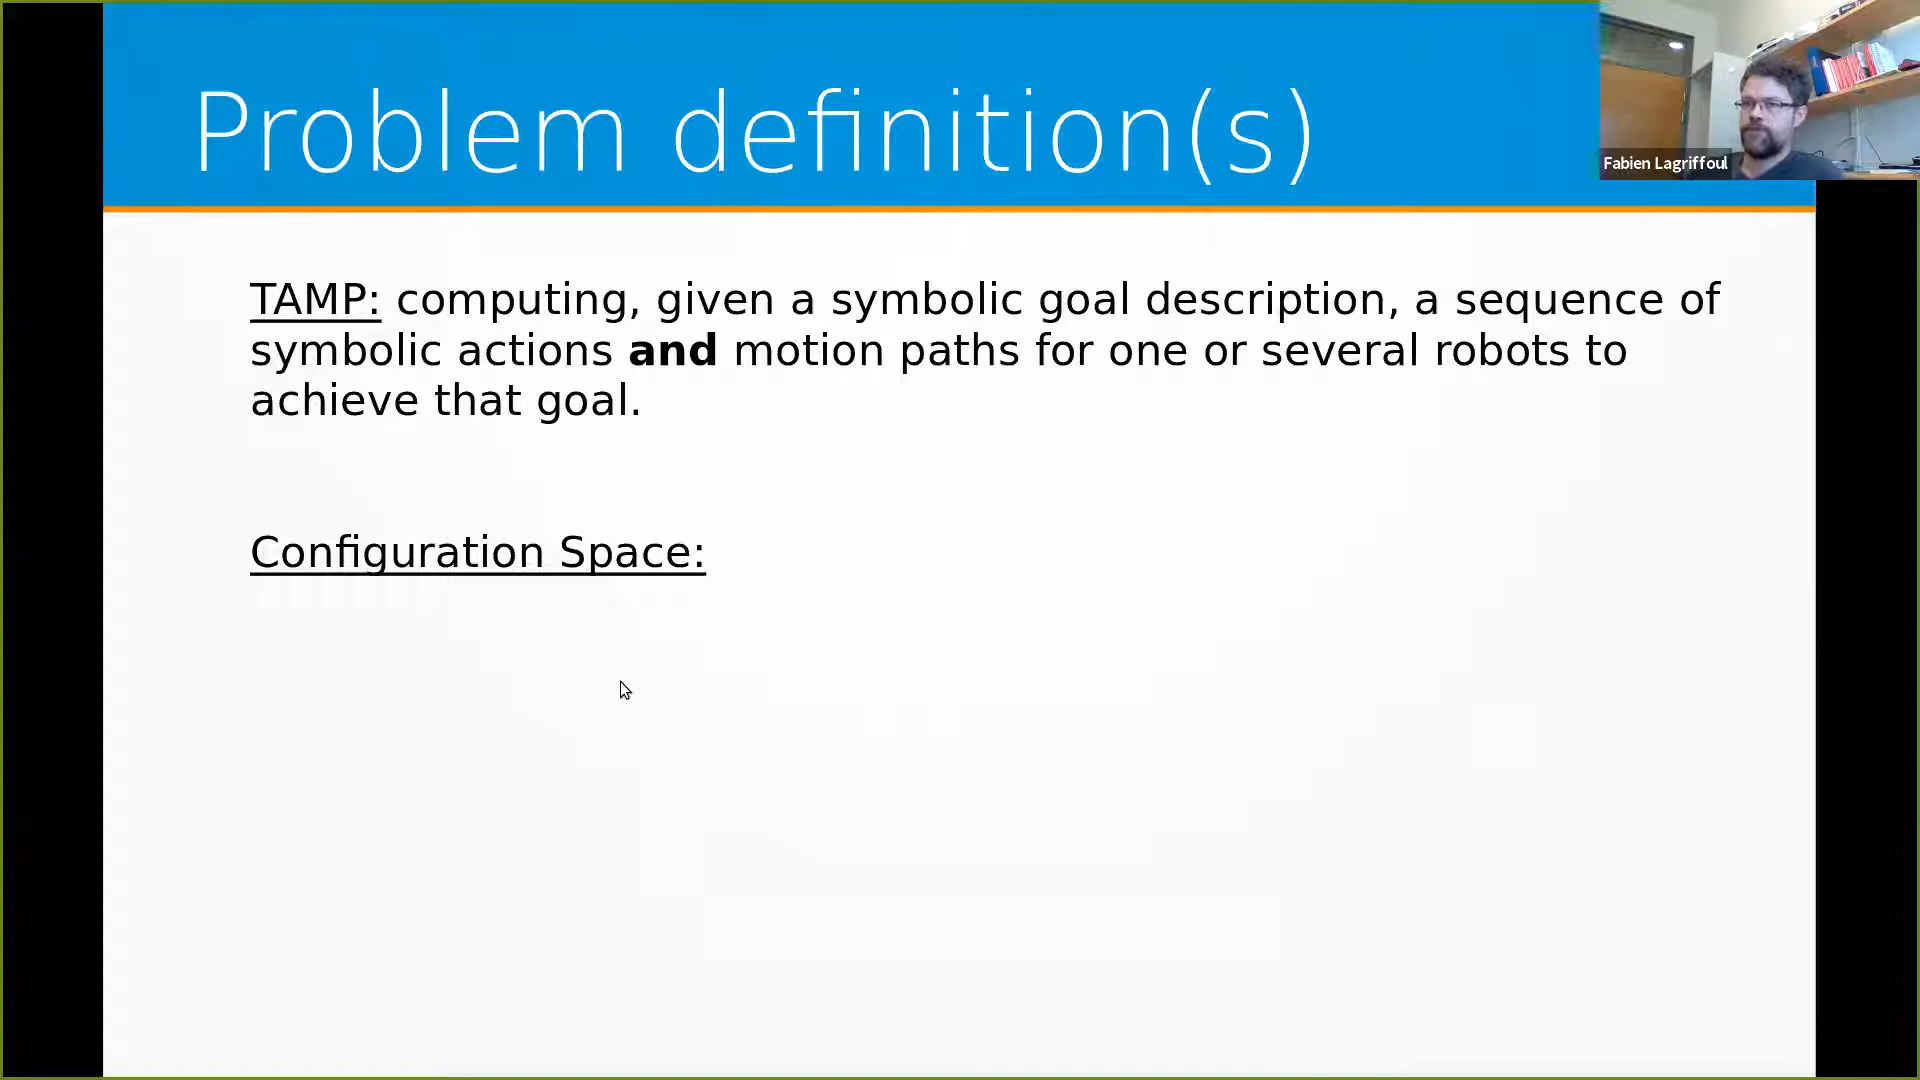 Problem definition(s)
Fabien Lagriffoul
TAMP: computing, given a symbolic goal description, a sequence of
symbolic actions and motion paths for one or several robots to
achieve that goal.
Configuration Space: